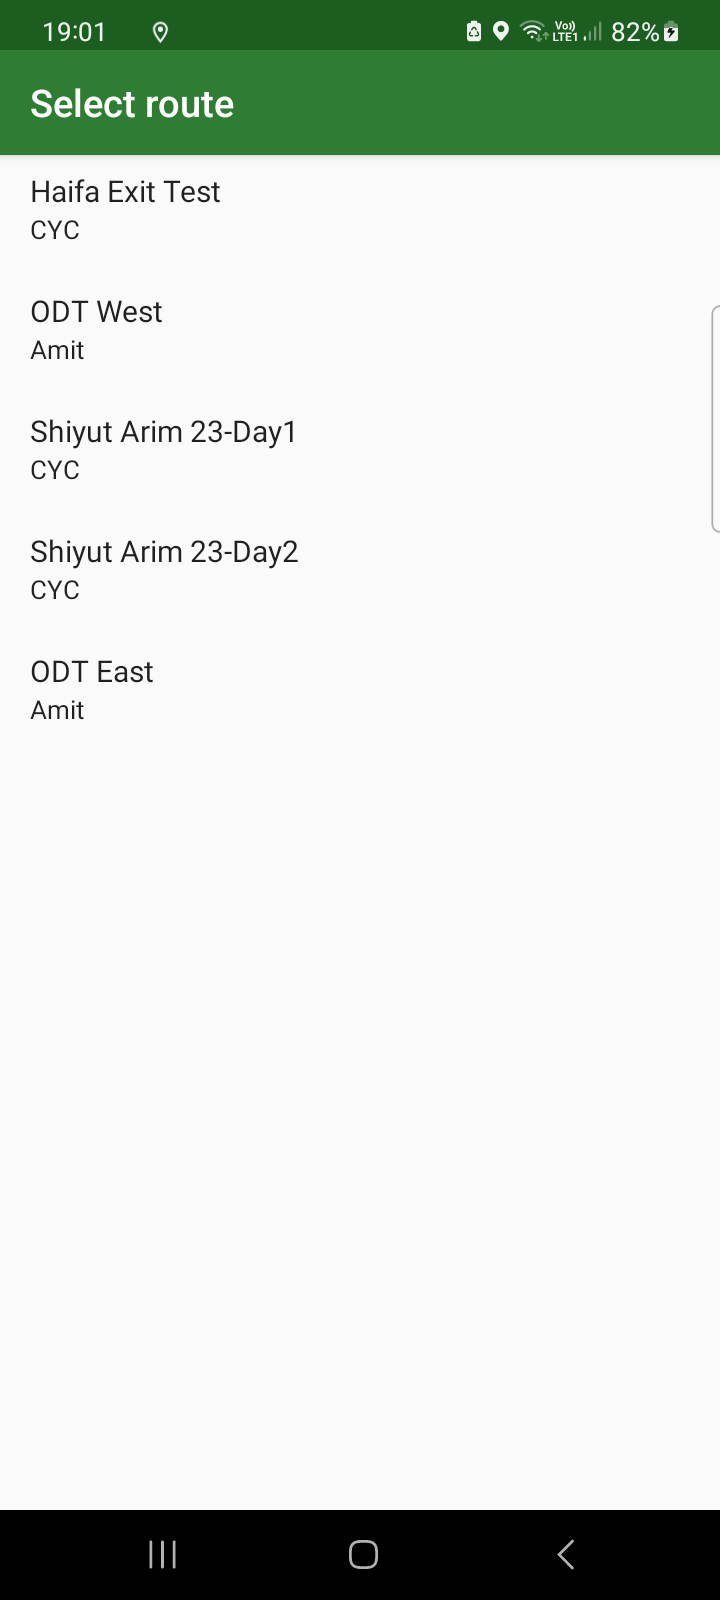 19:01
Vo)) LTE1 82%
Select route
Haifa Exit Test
CYC
ODT West
Amit
Shiyut Arim 23-Day1
CYC
Shiyut Arim 23-Day2
CYC
ODT East
Amit